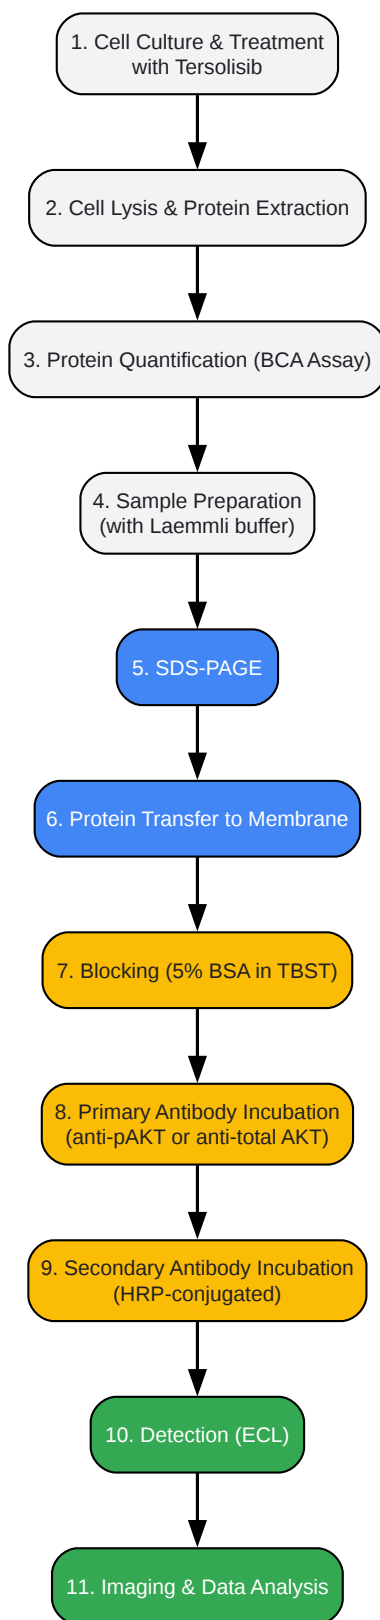 1. Cell Culture & Treatment
with Tersolisib
2. Cell Lysis & Protein Extraction
3. Protein Quantification (BCA Assay)
4. Sample Preparation
(with Laemmli buffer)
5. SDS-PAGE
6. Protein Transfer to Membrane
7. Blocking (5% BSA in TBST)
8. Primary Antibody Incubation
(anti-pAKT or anti-total AKT)
9. Secondary Antibody Incubation
(HRP-conjugated)
10. Detection (ECL)
11. Imaging & Data Analysis